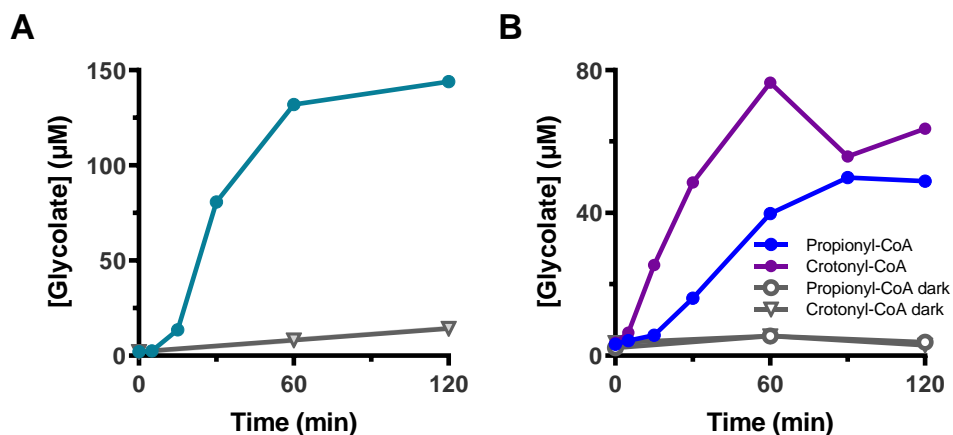 A
[Glycolate] (µM)
150
100
50
0
0
60
120
Time (min)
B
[Glycolate] (µM)
80
40
0
Propionyl-CoA
Crotonyl-CoA
Propionyl-CoA dark
Crotonyl-CoA dark
0
60
120
Time (min)